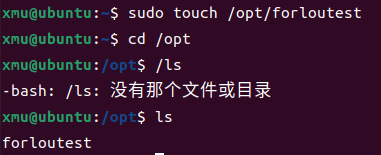 xmu@ubuntu:~$ sudo touch /opt/forloutest
xmu@ubuntu:~$ cd /opt
xmu@ubuntu:/opt$ /ls
-bash: /ls: 没有那个文件或目录
xmu@ubuntu:/opt$ ls
forloutest